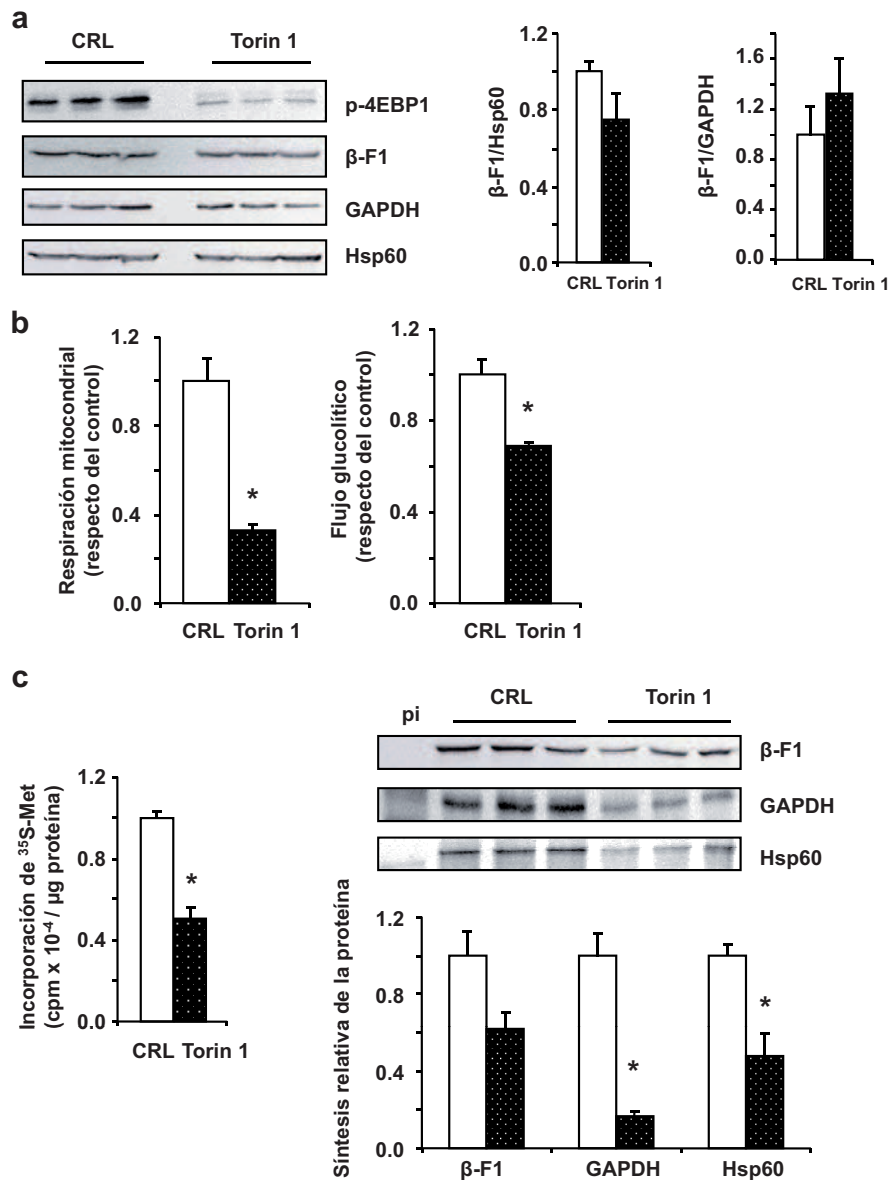 a
CRL
Torin 1
p-4EBP1
β-F1
GAPDH
Hsp60
β-F1/Hsp60
1.2
0.8
0.4
0.0
CRL Torin 1
β-F1/GAPDH
1.6
1.2
0.8
0.4
0.0
CRL Torin 1
b
Respiración mitocondrial
(respecto del control)
1.2
0.8
0.4
0.0
*
CRL Torin 1
Flujo glucolítico
(respecto del control)
1.2
0.8
0.4
0.0
*
CRL Torin 1
c
Incorporación de ³⁵S-Met
(cpm x 10⁻⁴ / µg proteína)
1.2
0.8
0.4
0.0
*
CRL Torin 1
pi
CRL
Torin 1
β-F1
GAPDH
Hsp60
Síntesis relativa de la proteína
1.2
0.8
0.4
0.0
*
*
β-F1
GAPDH
Hsp60